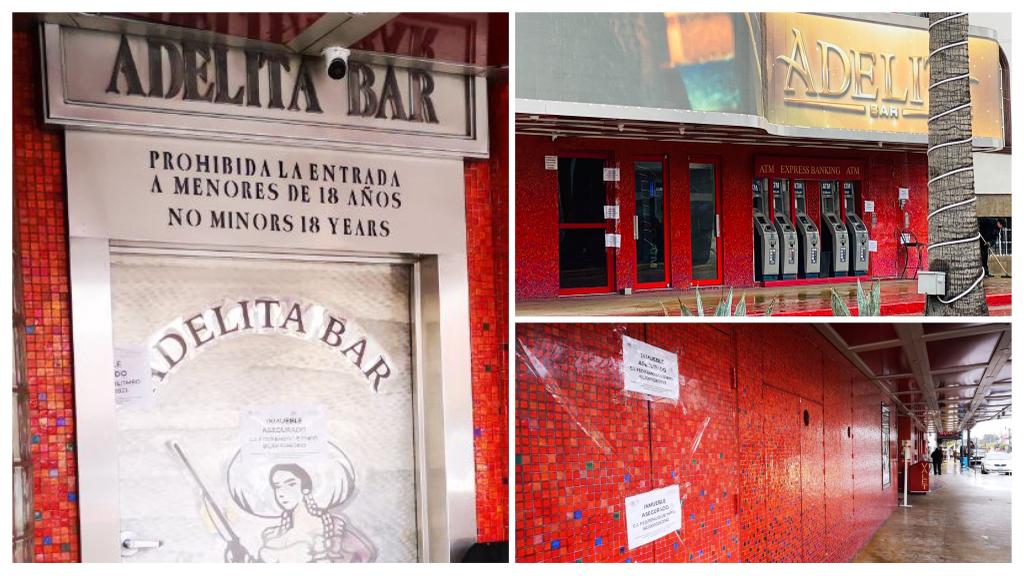 ADELITA BAR
PROHIBIDA LA ENTRADA
A MENORES DE 18 AÑOS
NO MINORS 18 YEARS
ADELITA BAR
INMUEBLE
ASEGURADO
ADELI
BAR
ATM EXPRESS BANKING ATM
INMUEBLE
ASEGURADO
INMUEBLE
ASEGURADO